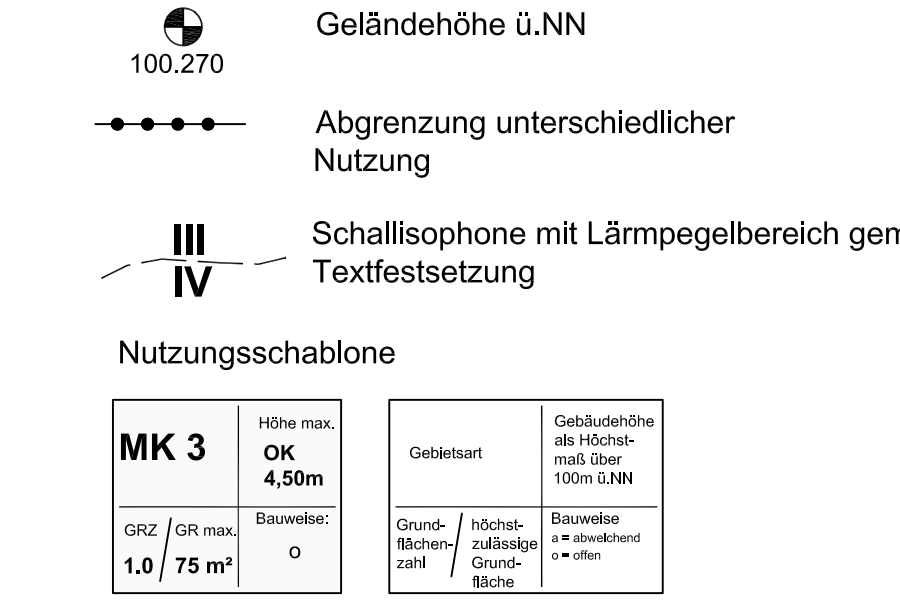 Geländehöhe ü.NN
100.270
Abgrenzung unterschiedlicher
Nutzung
III
IV
Schallisophone mit Lärmpegelbereich
Textfestsetzung
Nutzungsschablone
MK 3
Höhe max.
OK
4,50m
GRZ / GR max.
1.0 / 75 m²
Bauweise:
o
Gebietsart
Gebäudehöhe
als Höchst-
maß über
100m ü.NN
Grund-
flächen-
zahl
/
höchst-
zulässige
Grund-
fläche
Bauweise
a = abweichend
o = offen